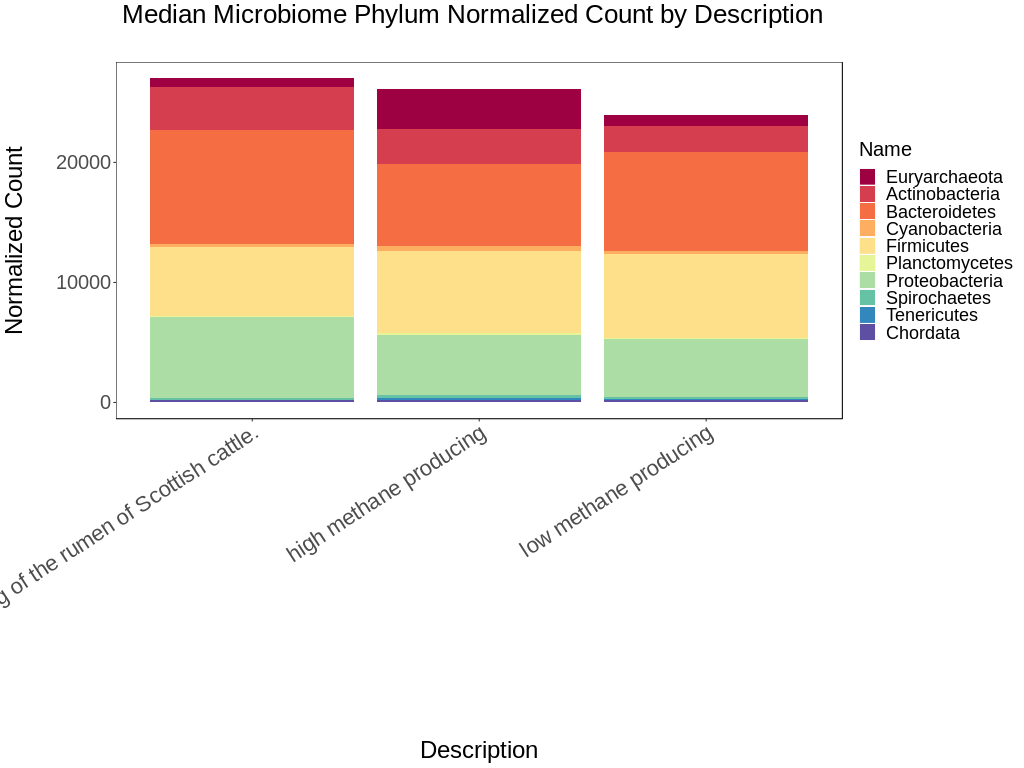 Median Microbiome Phylum Normalized Count by Description
Normalized Count
20000
10000
0
of the rumen of Scottish cattle.
high methane producing
low methane producing
Description
Name
Euryarchaeota
Actinobacteria
Bacteroidetes
Cyanobacteria
Firmicutes
Planctomycetes
Proteobacteria
Spirochaetes
Tenericutes
Chordata